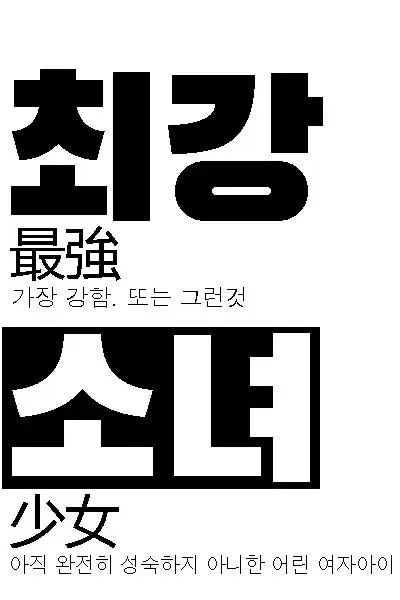 최강
最強
가장 강함. 또는 그런것
소녀
少女
아직 완전히 성숙하지 아니한 어린 여자아이